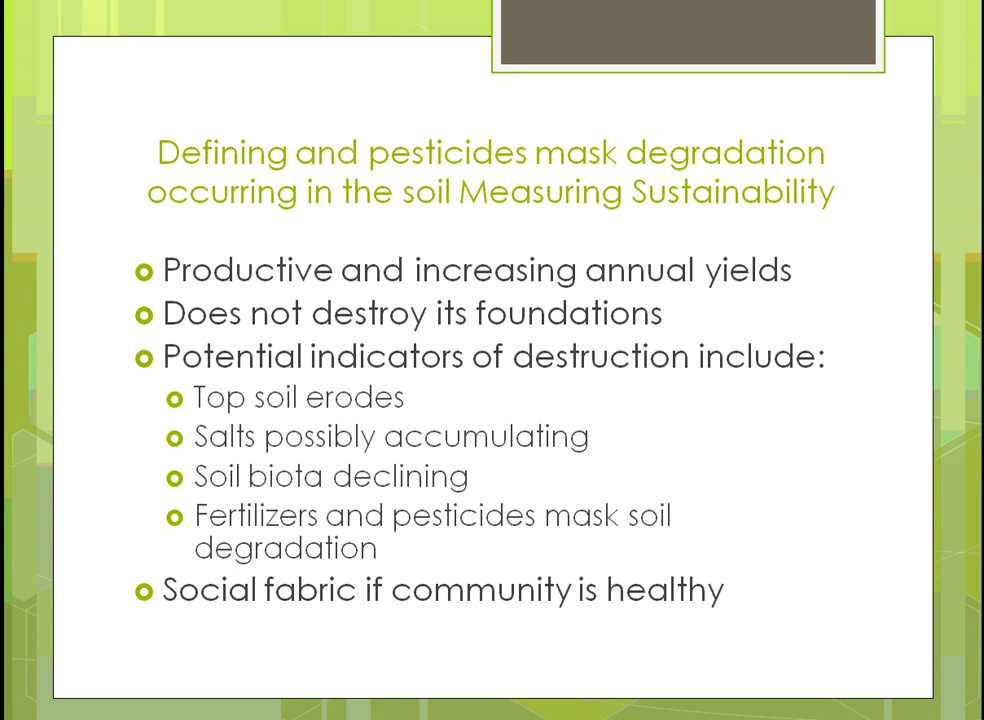 Defining and pesticides mask degradation
occurring in the soil Measuring Sustainability
Productive and increasing annual yields
Does not destroy its foundations
Potential indicators of destruction include:
Top soil erodes
Salts possibly accumulating
Soil biota declining
Fertilizers and pesticides mask soil
degradation
Social fabric if community is healthy